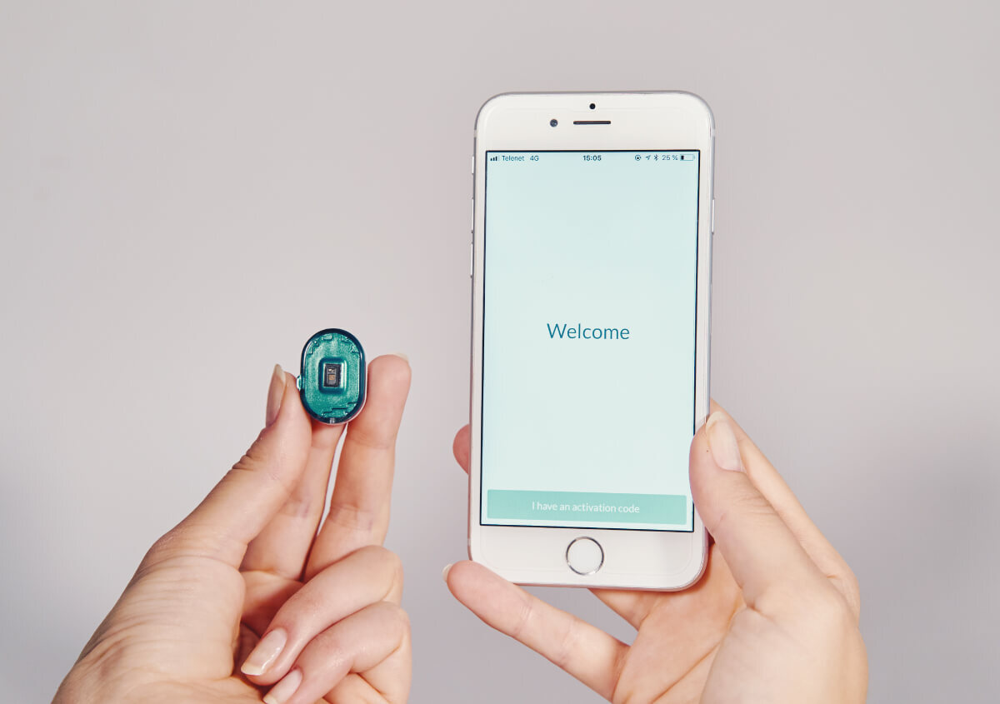 Telenet 4G 15:05 25 %
Welcome
I have an activation code